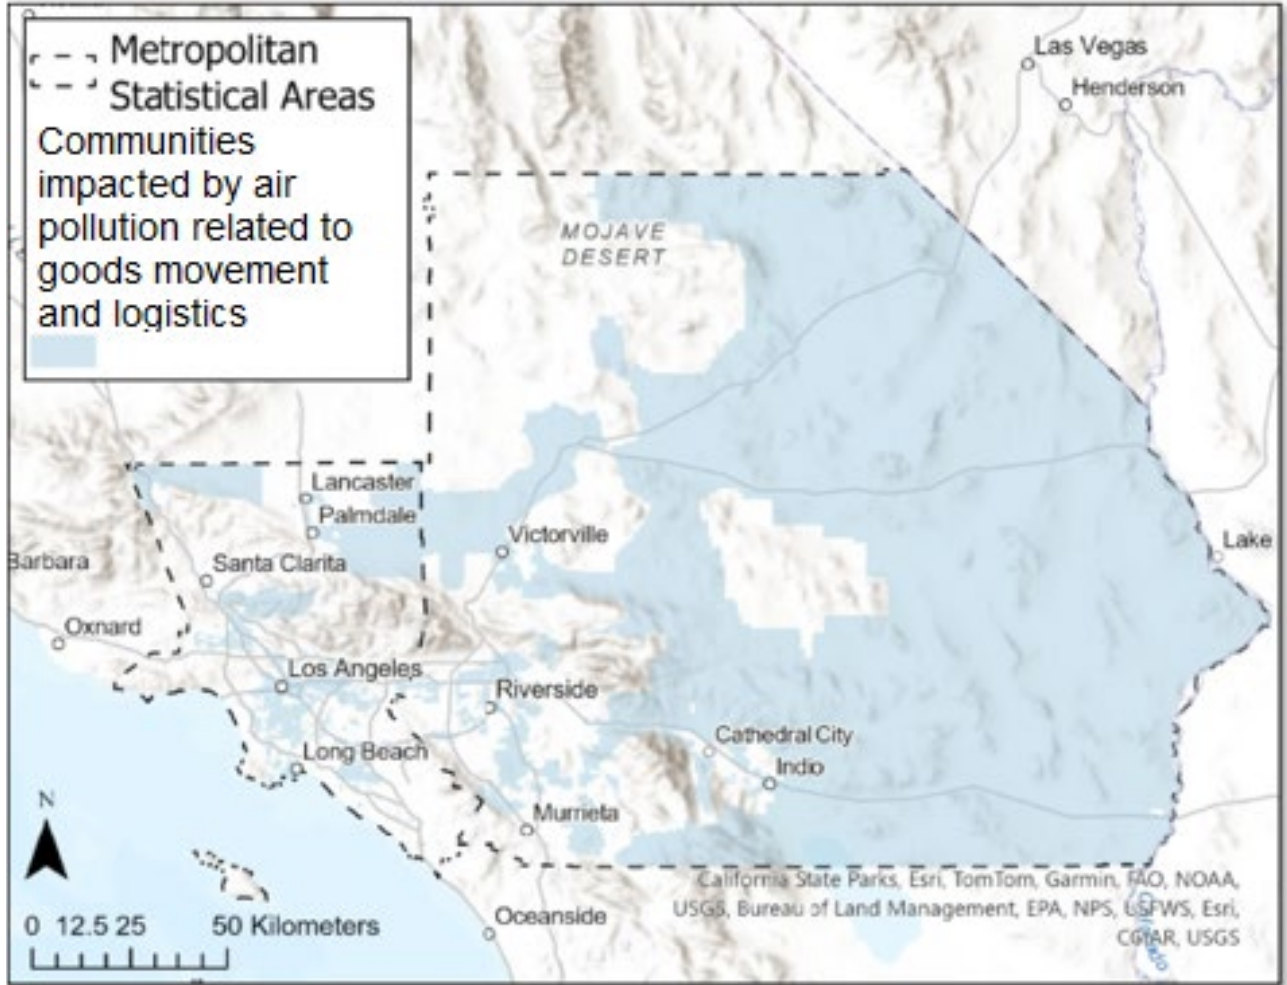 Metropolitan
Statistical Areas
Communities
impacted by air
pollution related to
goods movement
and logistics
Las Vegas
Henderson
MOJAVE
DESERT
Lancaster
Palmdale
Victorville
Lake
Barbara
Santa Clarita
Oxnard
Los Angeles
Riverside
Long Beach
Cathedral City
Indio
Murrieta
Oceanside
N
0 12.5 25 50 Kilometers
California State Parks, Esri, TomTom, Garmin, FAO, NOAA,
USGS, Bureau of Land Management, EPA, NPS, USFWS, Esri,
CGIAR, USGS